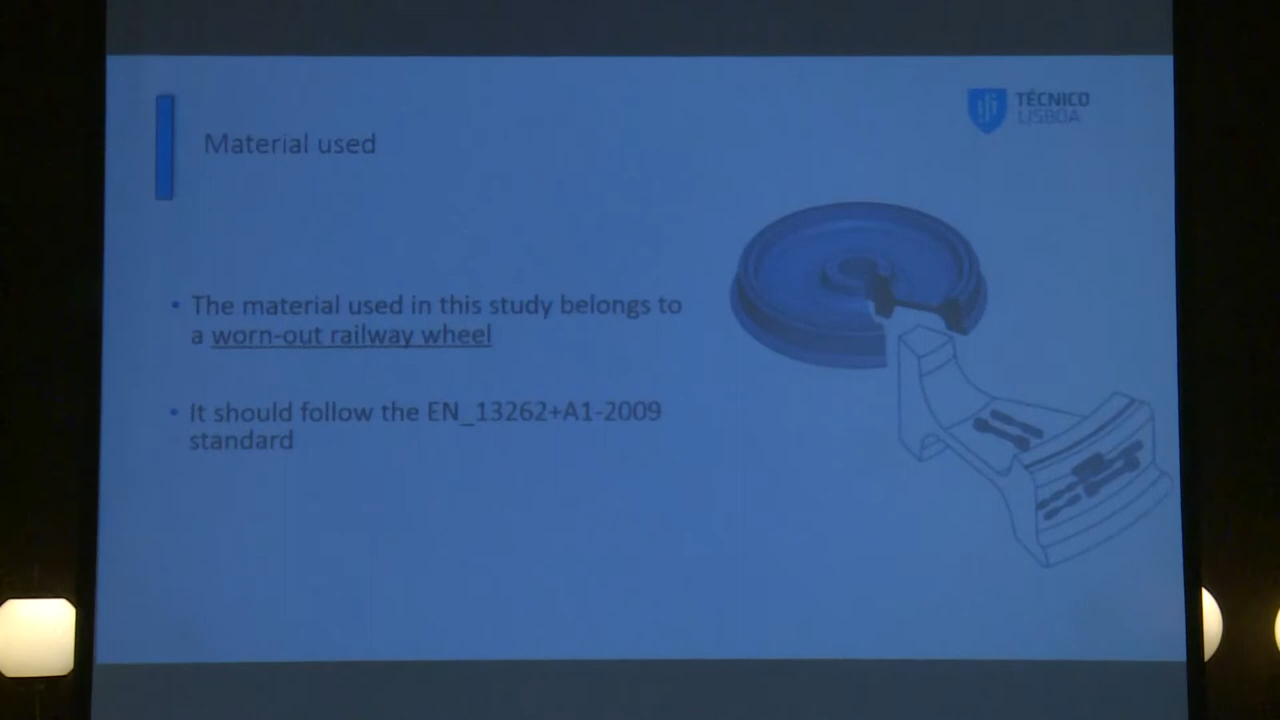 TÉCNICO
LISBOA
Material used
• The material used in this study belongs to
a worn-out railway wheel
• It should follow the EN_13262+A1-2009
standard